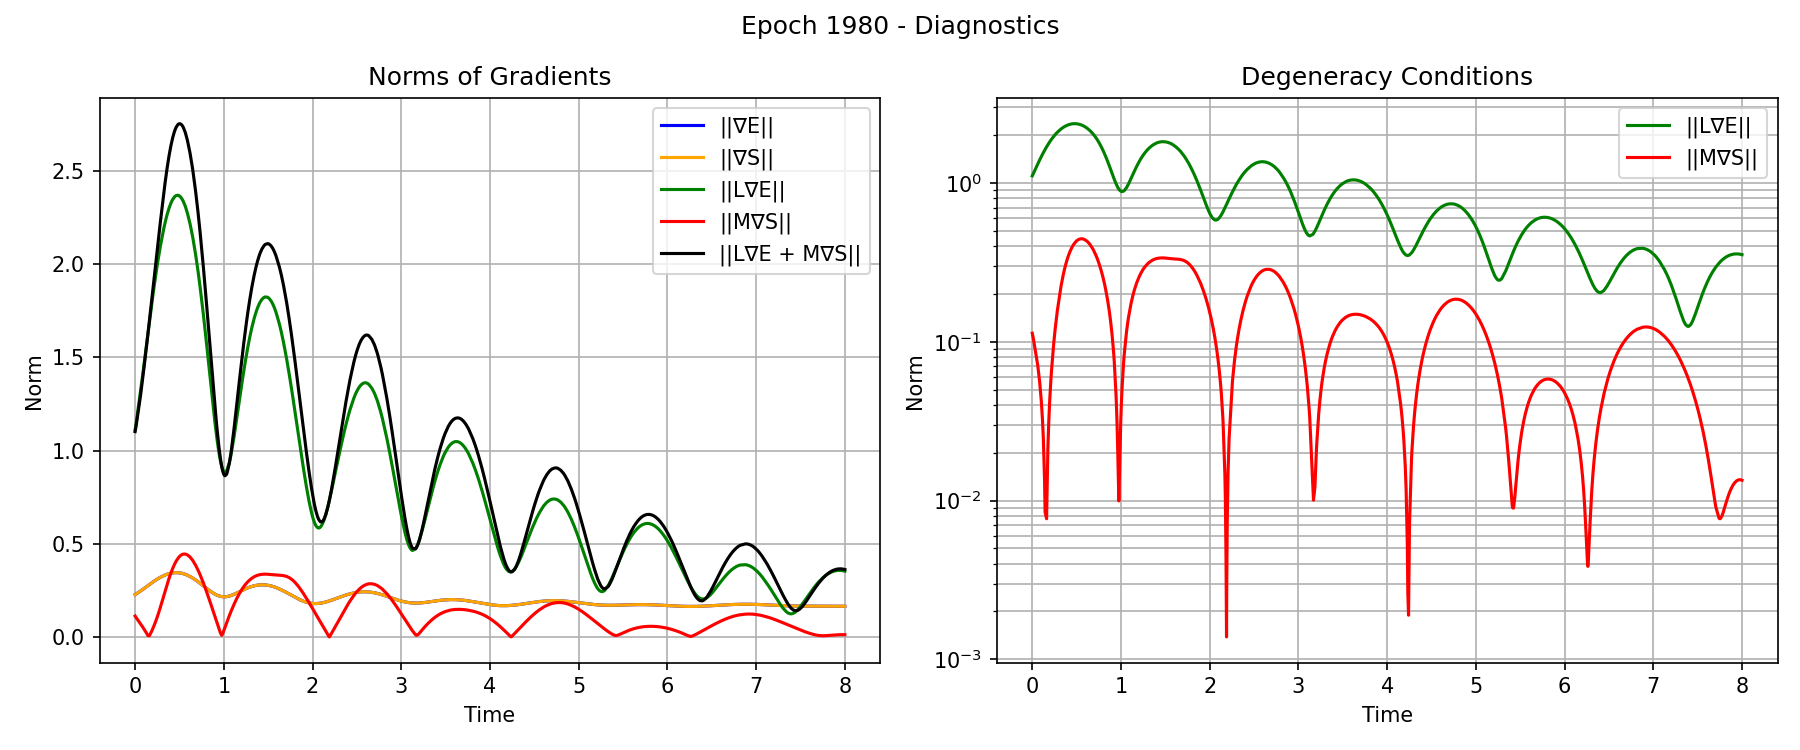 Epoch 1980 - Diagnostics
Norms of Gradients
||∇E||
||∇S||
||L∇E||
||M∇S||
||L∇E + M∇S||
Norm
2.5
2.0
1.5
1.0
0.5
0.0
0 1 2 3 4 5 6 7 8
Time
Degeneracy Conditions
||L∇E||
||M∇S||
Norm
10⁰
10⁻¹
10⁻²
10⁻³
0 1 2 3 4 5 6 7 8
Time